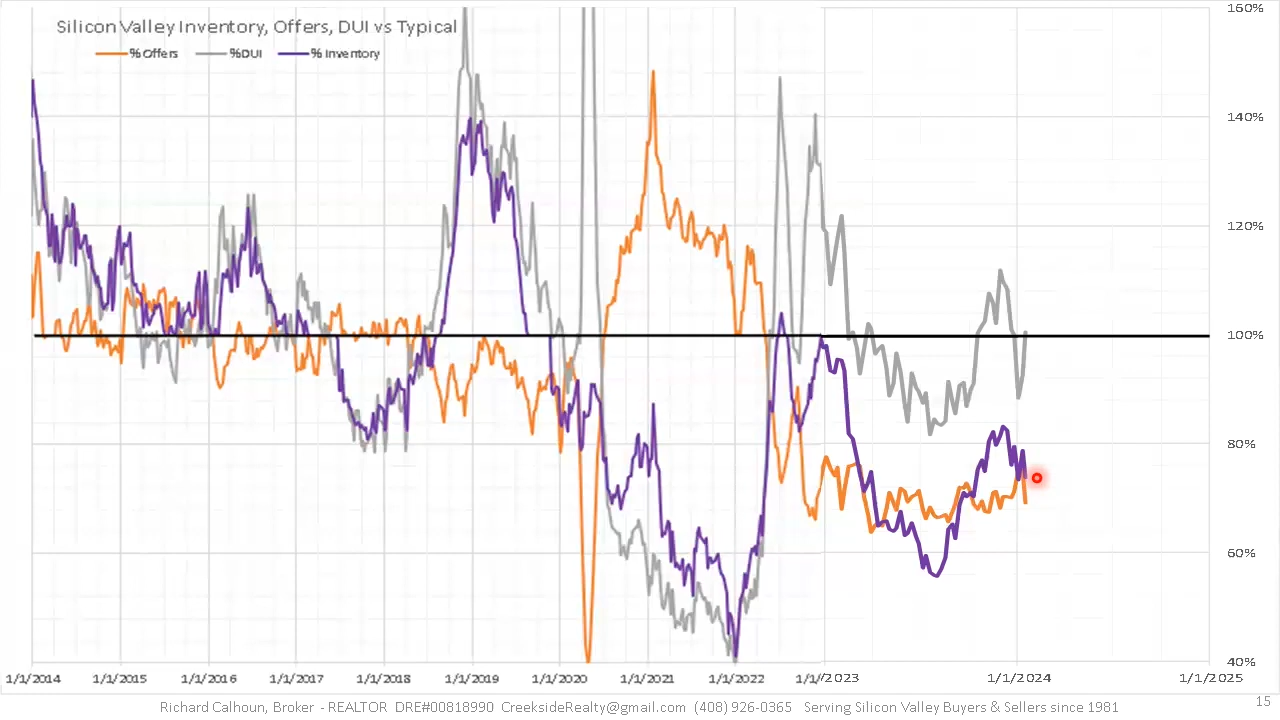 Silicon Valley Inventory, Offers, DUI vs Typical
% Offers %DUI % Inventory
160%
140%
120%
100%
80%
60%
40%
1/1/2014 1/1/2015 1/1/2016 1/1/2017 1/1/2018 1/1/2019 1/1/2020 1/1/2021 1/1/2022 1/1/2023 1/1/2024 1/1/2025
Richard Calhoun, Broker - REALTOR DRE#00818990 CreeksideRealty@gmail.com (408) 926-0365 Serving Silicon Valley Buyers & Sellers since 1981
15